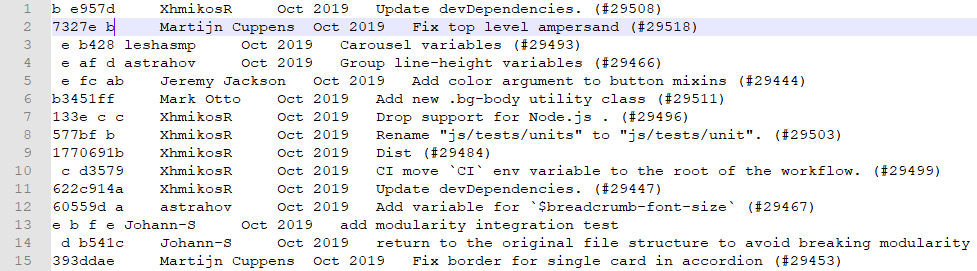 1 b e957d XhmikosR Oct 2019 Update devDependencies. (#29508)
2 7327e b Martijn Cuppens Oct 2019 Fix top level ampersand (#29518)
3 e b428 leshasmp Oct 2019 Carousel variables (#29493)
4 e af d astrahov Oct 2019 Group line-height variables (#29466)
5 e fc ab Jeremy Jackson Oct 2019 Add color argument to button mixins (#29444)
6 b3451ff Mark Otto Oct 2019 Add new .bg-body utility class (#29511)
7 133e c c XhmikosR Oct 2019 Drop support for Node.js . (#29496)
8 577bf b XhmikosR Oct 2019 Rename "js/tests/units" to "js/tests/unit". (#29503)
9 1770691b XhmikosR Oct 2019 Dist (#29484)
10 c d3579 XhmikosR Oct 2019 CI move `CI` env variable to the root of the workflow. (#29499)
11 622c914a XhmikosR Oct 2019 Update devDependencies. (#29447)
12 60559d a astrahov Oct 2019 Add variable for `$breadcrumb-font-size` (#29467)
13 e b f e Johann-S Oct 2019 add modularity integration test
14 d b541c Johann-S Oct 2019 return to the original file structure to avoid breaking modularity
15 393ddae Martijn Cuppens Oct 2019 Fix border for single card in accordion (#29453)